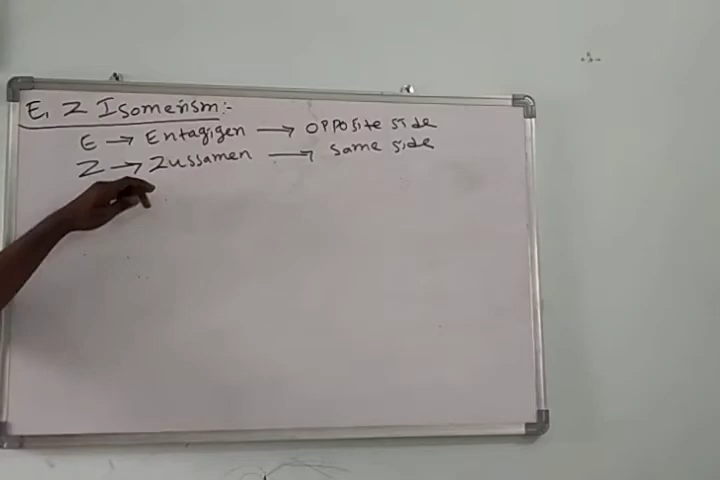 E, Z Isomerism:-
E → Entagigen → opposite side
Z → Zussamen → same side